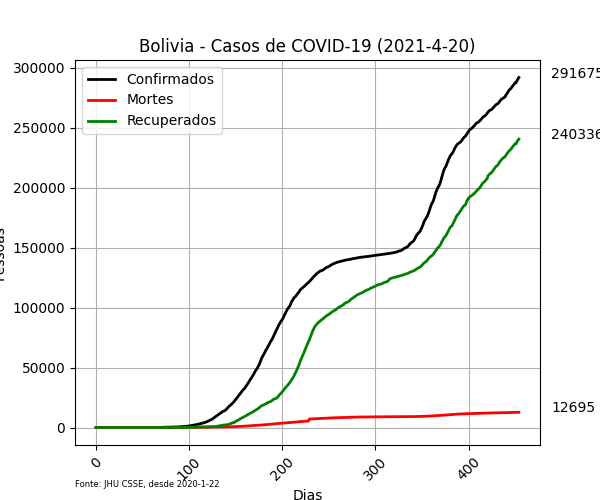 Bolivia - Casos de COVID-19 (2021-4-20)
Confirmados
Mortes
Recuperados
300000
250000
200000
150000
100000
50000
0
291675
240336
12695
0
100
200
300
400
Fonte: JHU CSSE, desde 2020-1-22
Dias